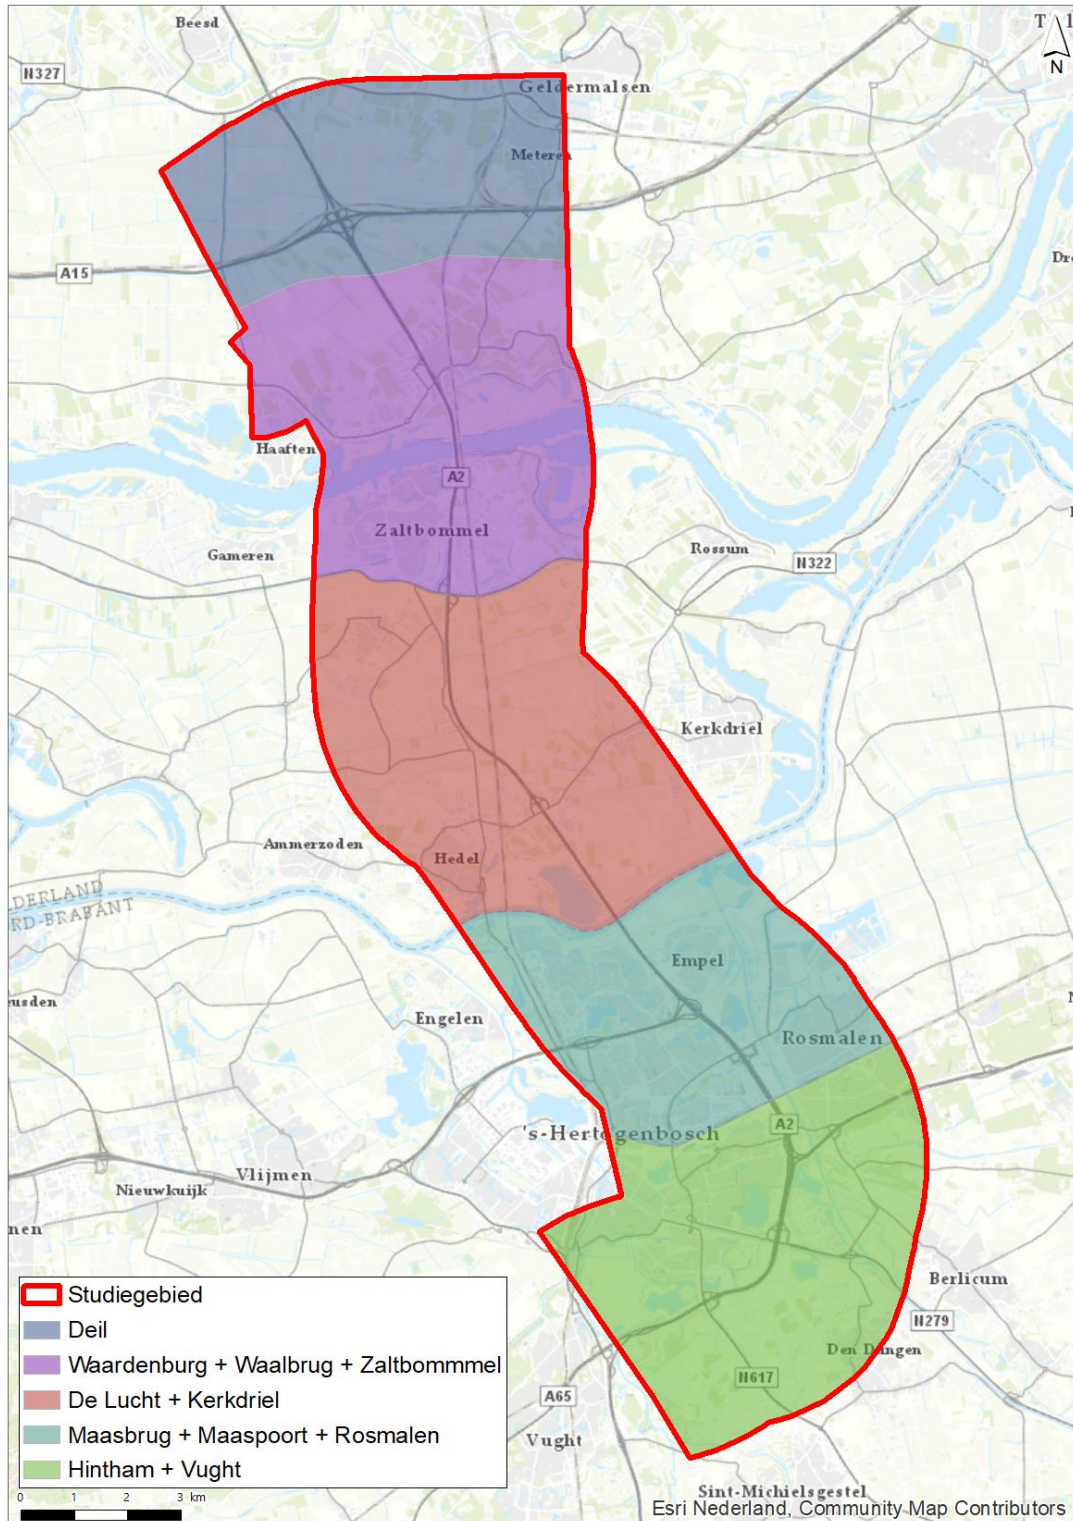 Beesd
N327
N
Geldermalsen
Meteren
A15
Haaften
A2
Zaltbommel
Gameren
Rossum
N322
Kerkdriel
Ammerzoden
Hedel
Empel
Engelen
Rosmalen
A2
's-Hertogenbosch
Vlijmen
Nieuwkuijk
Berlicum
N279
Den Dungen
N617
A65
Vught
Sint-Michielsgestel
Studiegebied
Deil
Waardenburg + Waalbrug + Zaltbommmel
De Lucht + Kerkdriel
Maasbrug + Maaspoort + Rosmalen
Hintham + Vught
0 1 2 3 km
Esri Nederland, Community Map Contributors